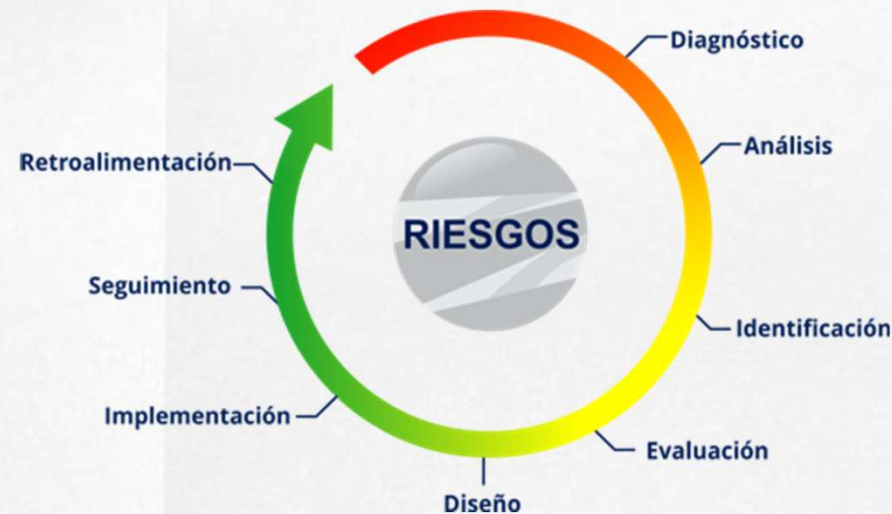 Diagnóstico
Análisis
Identificación
Evaluación
Diseño
Implementación
Seguimiento
Retroalimentación
RIESGOS